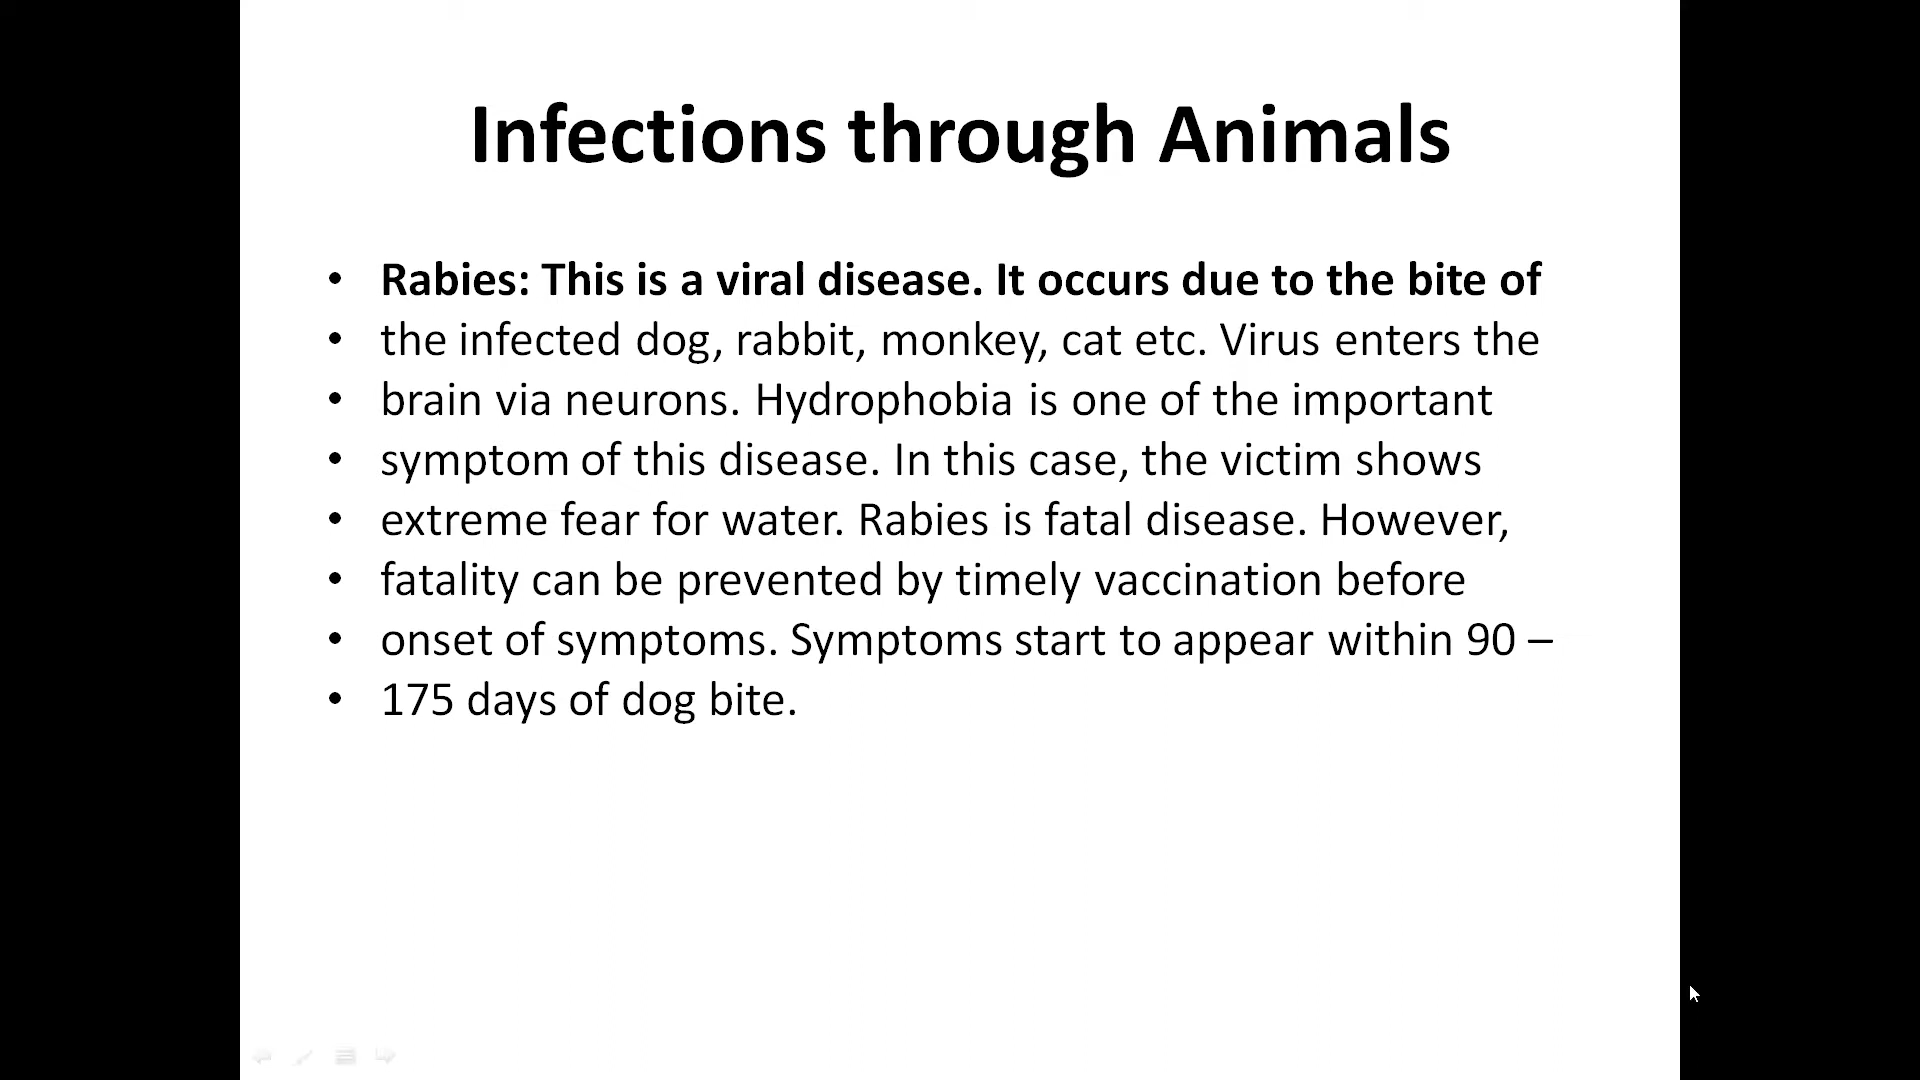 Infections through Animals
• Rabies: This is a viral disease. It occurs due to the bite of
• the infected dog, rabbit, monkey, cat etc. Virus enters the
• brain via neurons. Hydrophobia is one of the important
• symptom of this disease. In this case, the victim shows
• extreme fear for water. Rabies is fatal disease. However,
• fatality can be prevented by timely vaccination before
• onset of symptoms. Symptoms start to appear within 90 –
• 175 days of dog bite.